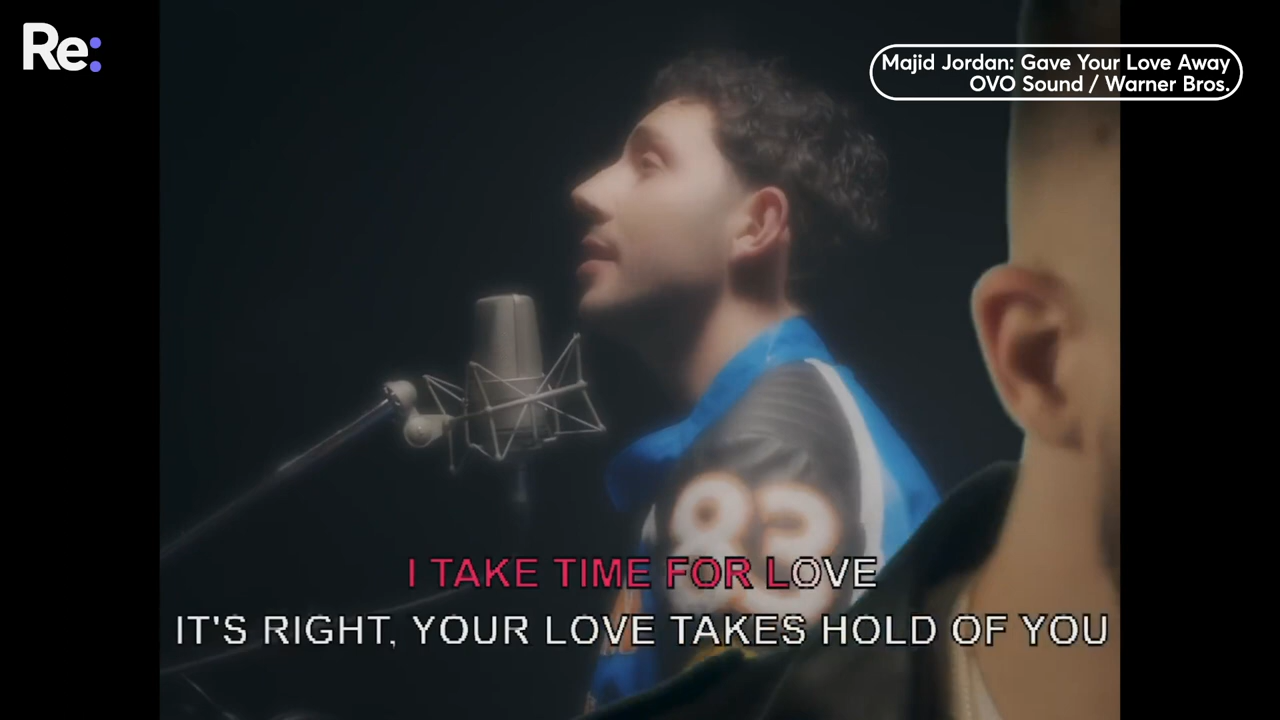 Re:
Majid Jordan: Gave Your Love Away
OVO Sound / Warner Bros.
83
I TAKE TIME FOR LOVE
IT'S RIGHT, YOUR LOVE TAKES HOLD OF YOU